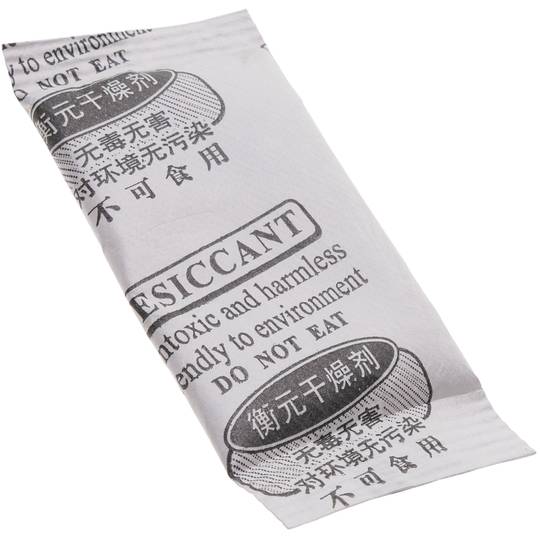 y to environment
DO NOT EAT
衡元干燥剂
无毒无害
对环境无污染
不可食用
ESICCANT
ntoxic and harmless
endly to environment
DO NOT EAT
衡元干燥剂
无毒无害
对环境无污染
不可食用